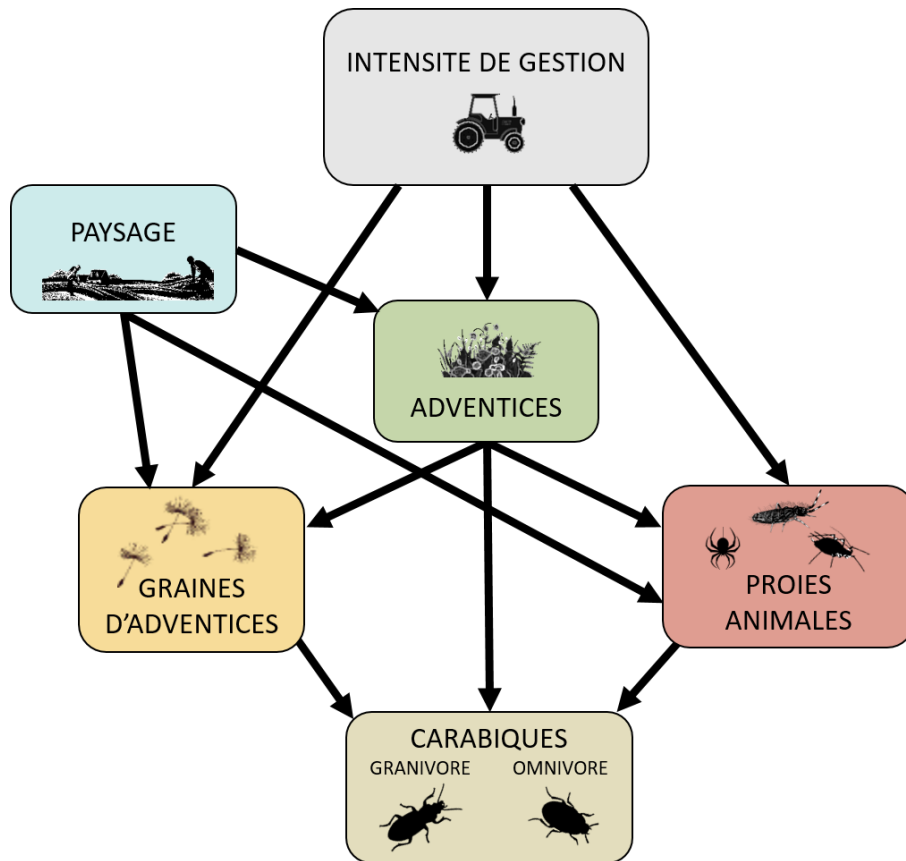 INTENSITE DE GESTION
PAYSAGE
ADVENTICES
GRAINES
D'ADVENTICES
PROIES
ANIMALES
CARABIQUES
GRANIVORE
OMNIVORE